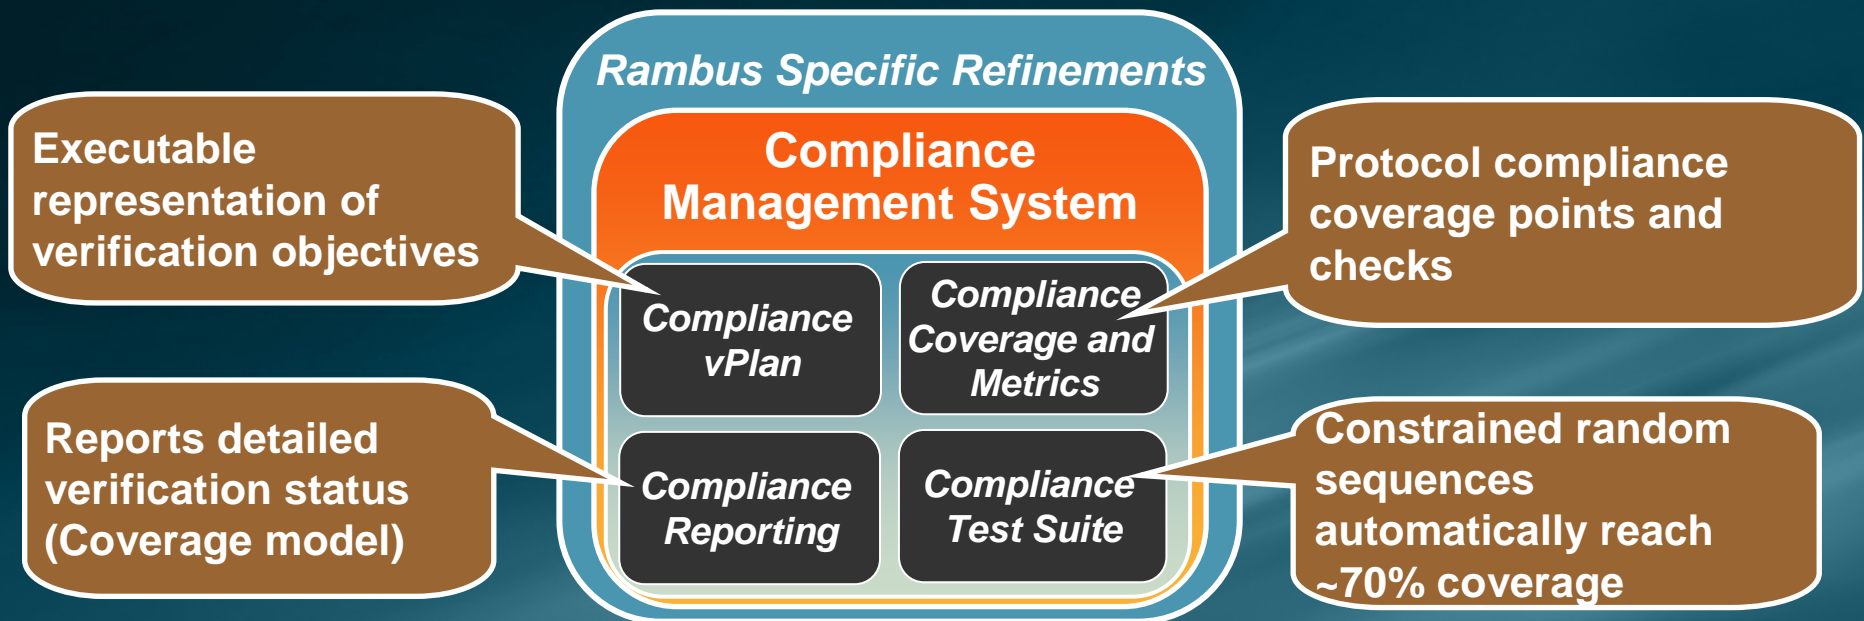 Rambus Specific Refinements
Compliance
Management System
Executable
representation of
verification objectives
Protocol compliance
coverage points and
checks
Compliance
vPlan
Compliance
Coverage and
Metrics
Reports detailed
verification status
(Coverage model)
Compliance
Reporting
Compliance
Test Suite
Constrained random
sequences
automatically reach
~70% coverage